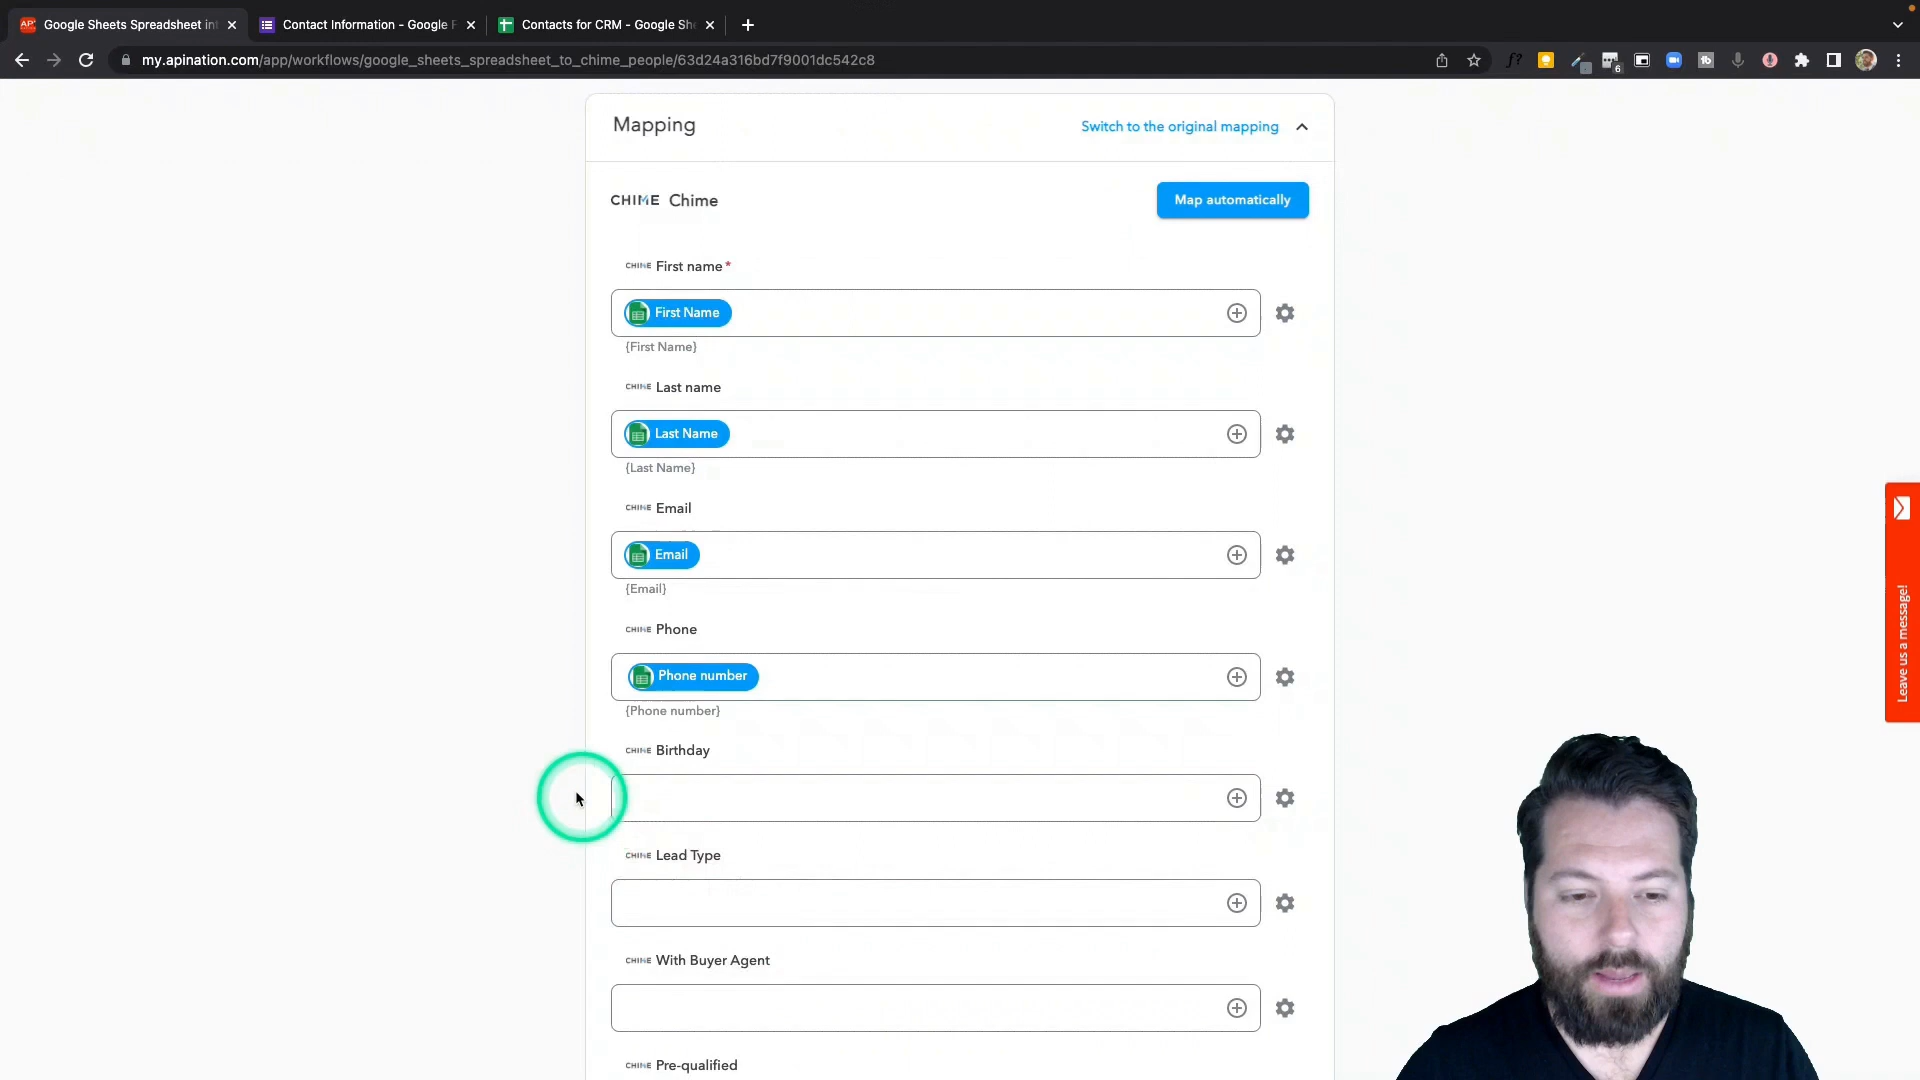 Google Sheets Spreadsheet in
Contact Information - Google F
Contacts for CRM - Google She
my.apination.com/app/workflows/google_sheets_spreadsheet_to_chime_people/63d24a316bd7f9001dc542c8
6
Mapping
Switch to the original mapping
CHIME Chime
Map automatically
CHIME First name *
First Name
{First Name}
CHIME Last name
Last Name
{Last Name}
CHIME Email
Email
{Email}
CHIME Phone
Phone number
{Phone number}
CHIME Birthday
CHIME Lead Type
CHIME With Buyer Agent
CHIME Pre-qualified
Leave us a message!